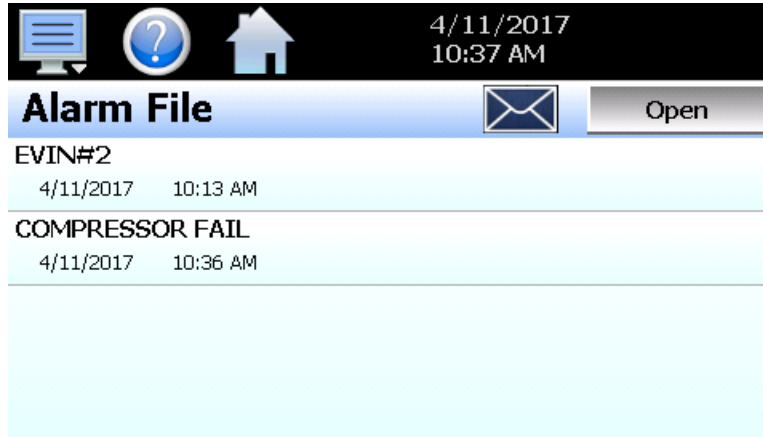 ?
4/11/2017
10:37 AM
Alarm File
Open
EVIN#2
4/11/2017 10:13 AM
COMPRESSOR FAIL
4/11/2017 10:36 AM